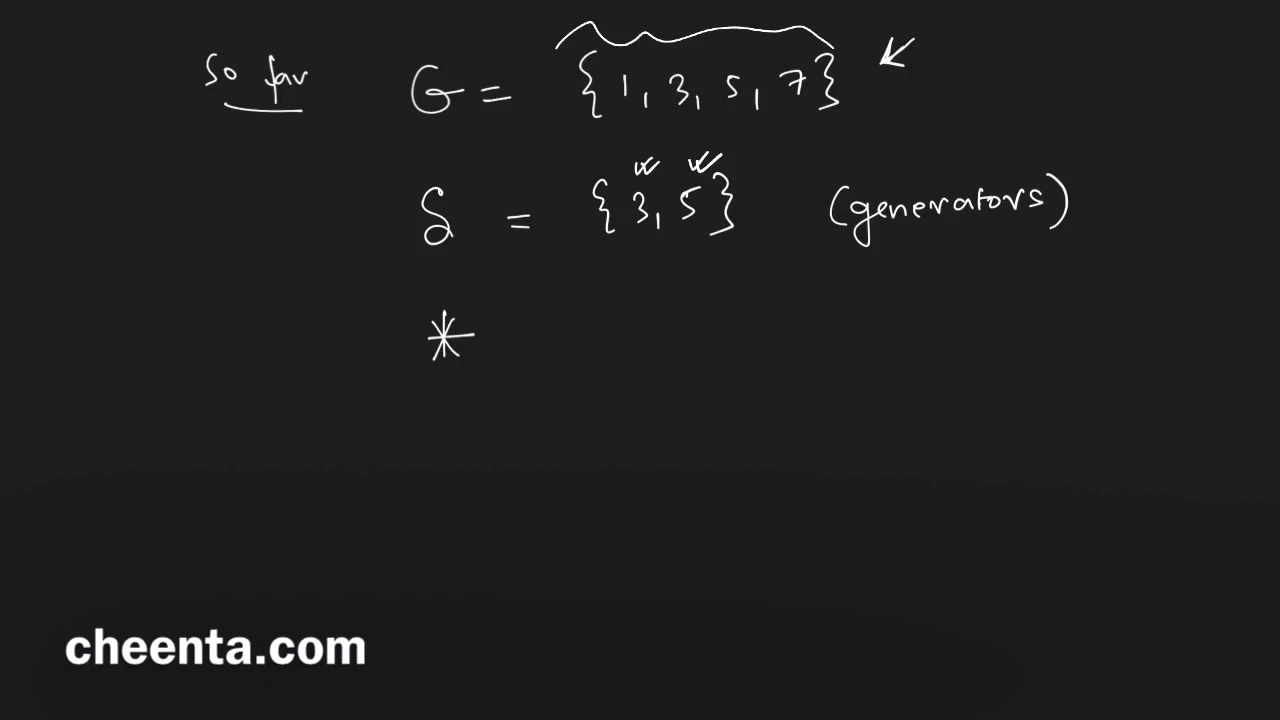 So far G = {1, 3, 5, 7}
S = {3, 5} (generators)
*
cheenta.com